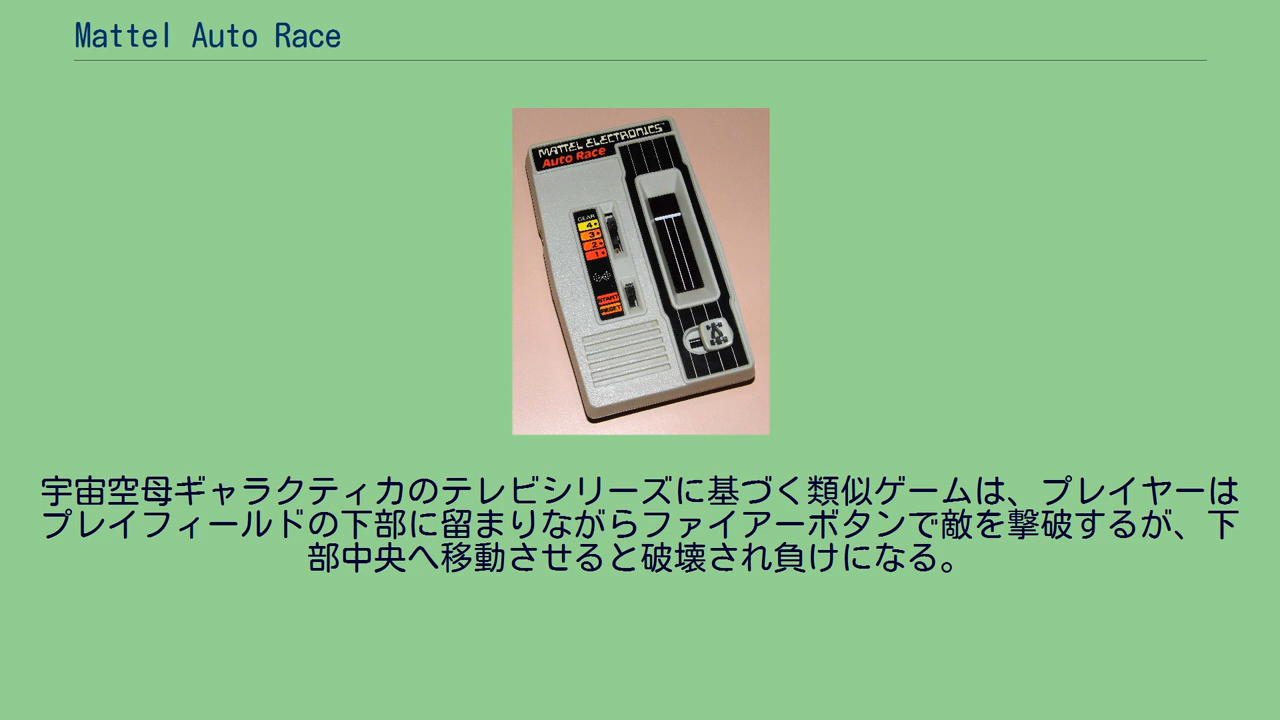 Mattel Auto Race
MATTEL ELECTRONICS
Auto Race
GEAR
4
3
2
1
START
宇宙空母ギャラクティカのテレビシリーズに基づく類似ゲームは、プレイヤーは
プレイフィールドの下部に留まりながらファイアーボタンで敵を撃破するが、下
部中央へ移動させると破壊され負けになる。